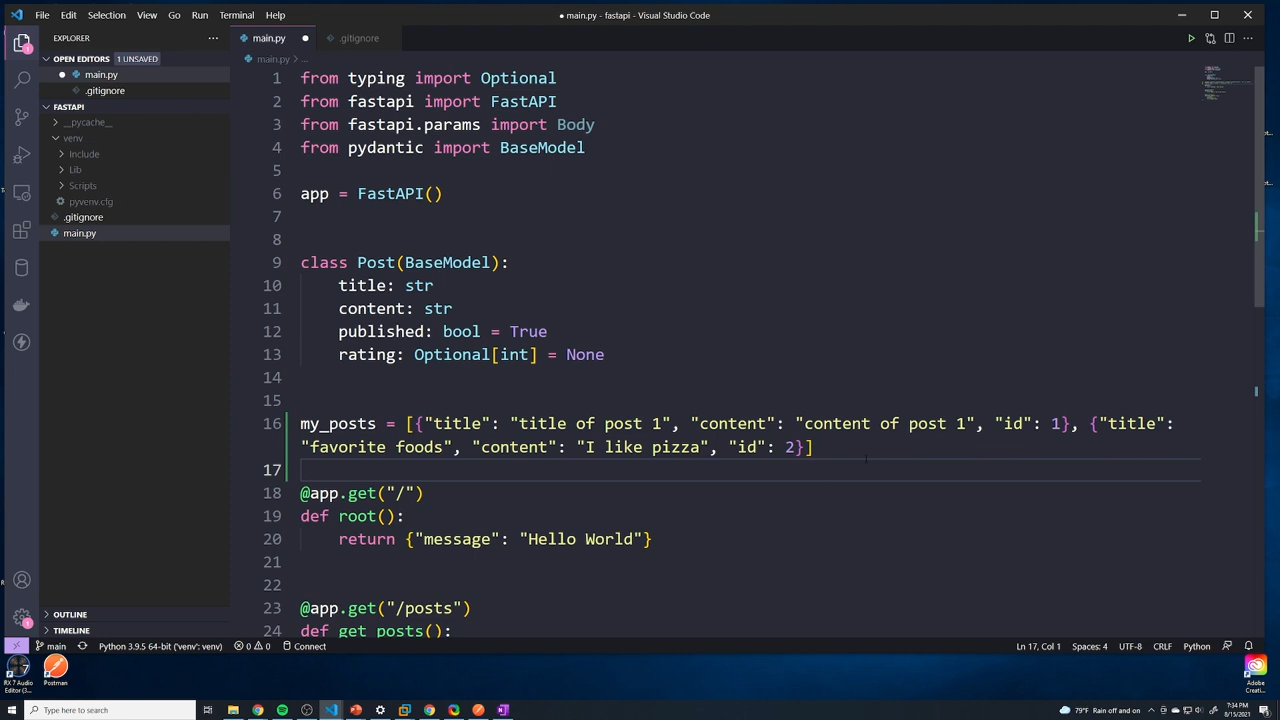 File Edit Selection View Go Run Terminal Help
● main.py - fastapi - Visual Studio Code
EXPLORER
OPEN EDITORS 1 UNSAVED
main.py
.gitignore
FASTAPI
__pycache__
venv
Include
Lib
Scripts
pyvenv.cfg
.gitignore
main.py
OUTLINE
TIMELINE
main.py ● .gitignore
main.py > ...
1 from typing import Optional
2 from fastapi import FastAPI
3 from fastapi.params import Body
4 from pydantic import BaseModel
5
6 app = FastAPI()
7
8
9 class Post(BaseModel):
10 title: str
11 content: str
12 published: bool = True
13 rating: Optional[int] = None
14
15
16 my_posts = [{"title": "title of post 1", "content": "content of post 1", "id": 1}, {"title":
"favorite foods", "content": "I like pizza", "id": 2}]
17
18 @app.get("/")
19 def root():
20 return {"message": "Hello World"}
21
22
23 @app.get("/posts")
24 def get_posts():
main Python 3.9.5 64-bit ('venv': venv) 0 0 Connect Ln 17, Col 1 Spaces: 4 UTF-8 CRLF Python
RX 7 Audio
Editor (3...
Postman
Adobe
Creati...
Type here to search
79°F Rain off and on
7:34 PM
8/15/2021